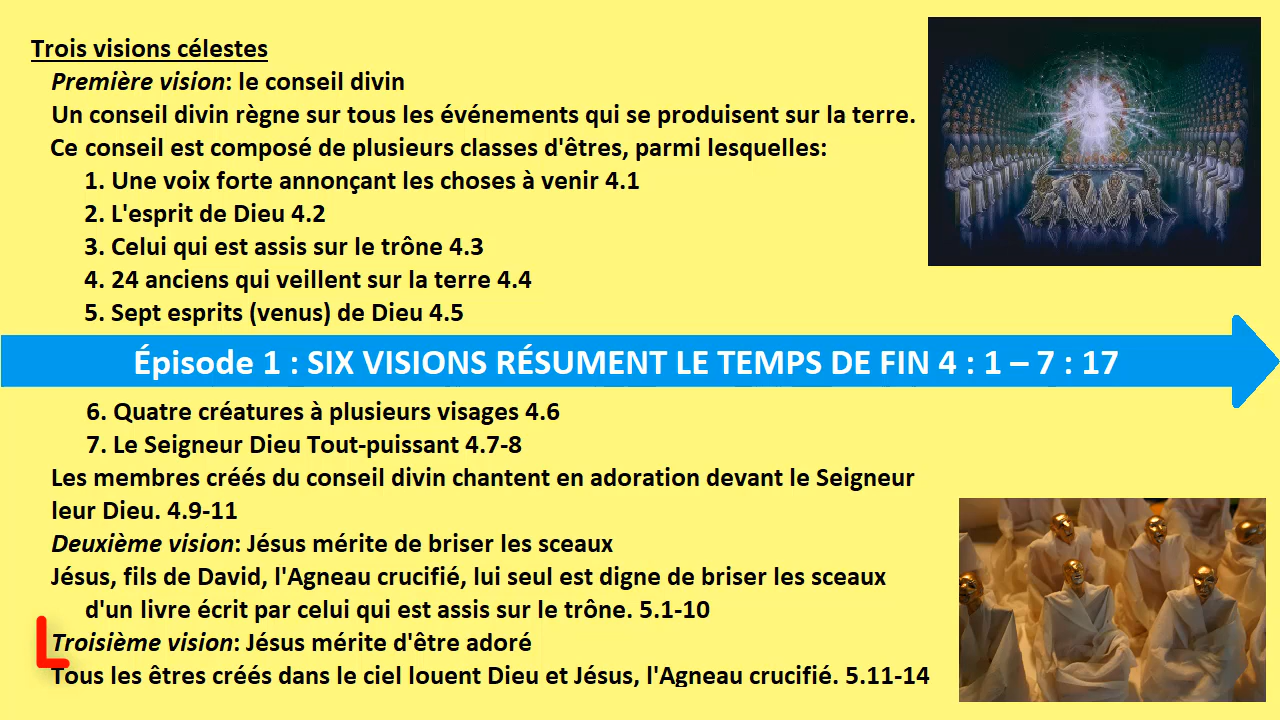 Trois visions célestes
Première vision: le conseil divin
Un conseil divin règne sur tous les événements qui se produisent sur la terre.
Ce conseil est composé de plusieurs classes d'êtres, parmi lesquelles:
1. Une voix forte annonçant les choses à venir 4.1
2. L'esprit de Dieu 4.2
3. Celui qui est assis sur le trône 4.3
4. 24 anciens qui veillent sur la terre 4.4
5. Sept esprits (venus) de Dieu 4.5
Épisode 1 : SIX VISIONS RÉSUMENT LE TEMPS DE FIN 4 : 1 – 7 : 17
6. Quatre créatures à plusieurs visages 4.6
7. Le Seigneur Dieu Tout-puissant 4.7-8
Les membres créés du conseil divin chantent en adoration devant le Seigneur
leur Dieu. 4.9-11
Deuxième vision: Jésus mérite de briser les sceaux
Jésus, fils de David, l'Agneau crucifié, lui seul est digne de briser les sceaux
d'un livre écrit par celui qui est assis sur le trône. 5.1-10
Troisième vision: Jésus mérite d'être adoré
Tous les êtres créés dans le ciel louent Dieu et Jésus, l'Agneau crucifié. 5.11-14